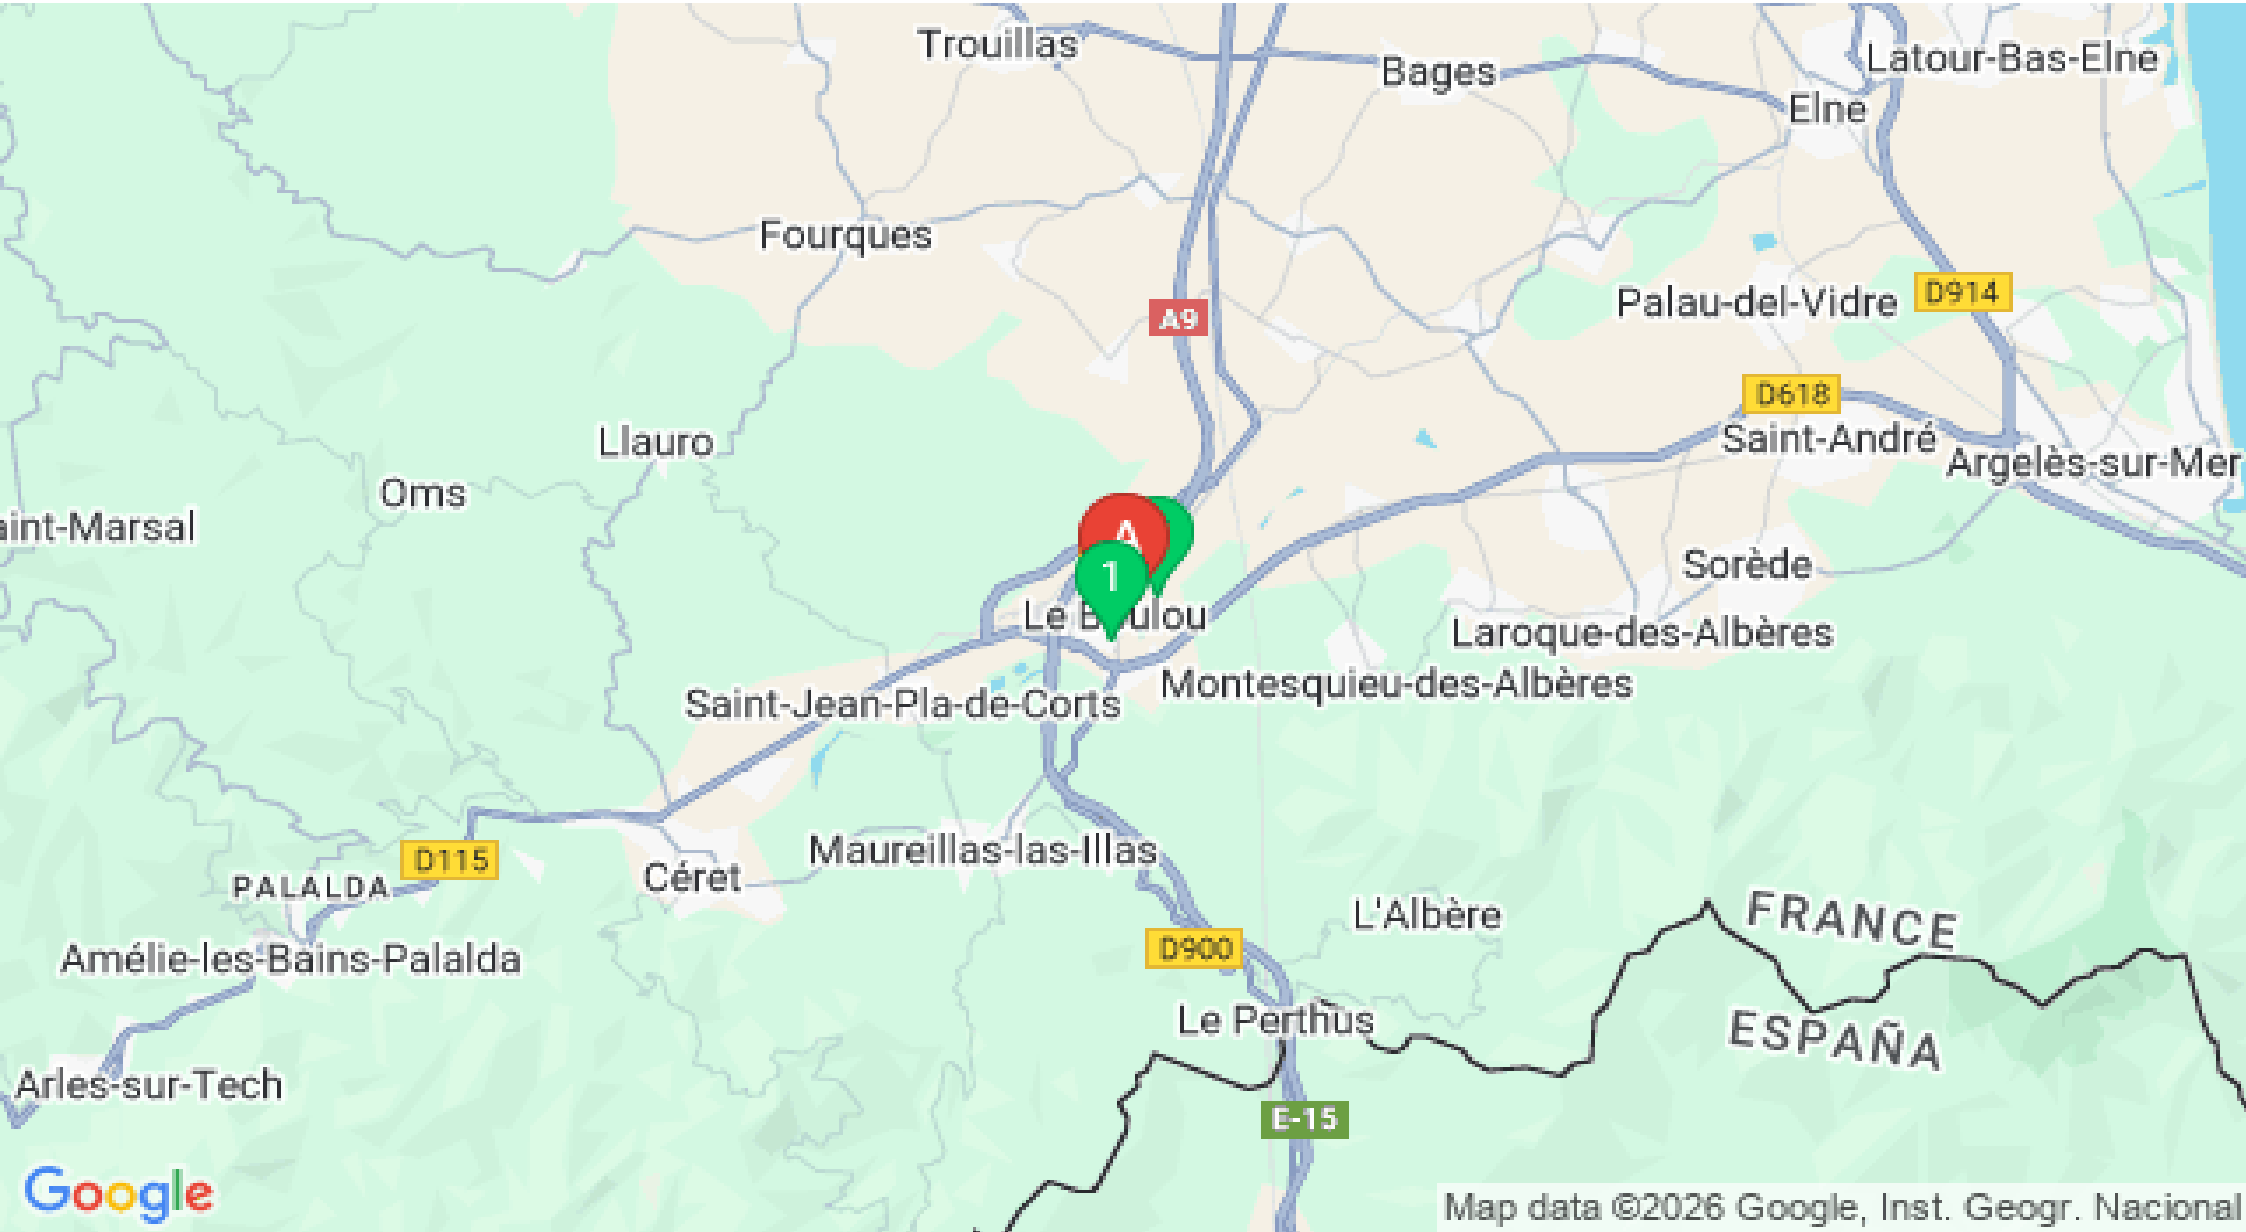 Trouillas
Bages
Latour-Bas-Elne
Elne
Fourques
A9
Palau-del-Vidre
D914
D618
Saint-André
Argelès-sur-Mer
Llauro
Oms
aint-Marsal
A
1
Le Boulou
Sorède
Laroque-des-Albères
Montesquieu-des-Albères
Saint-Jean-Pla-de-Corts
Maureillas-las-Illas
D115
PALALDA
Céret
L'Albère
FRANCE
D900
Amélie-les-Bains-Palalda
Le Perthus
ESPAÑA
Arles-sur-Tech
E-15
Google
Map data ©2026 Google, Inst. Geogr. Nacional